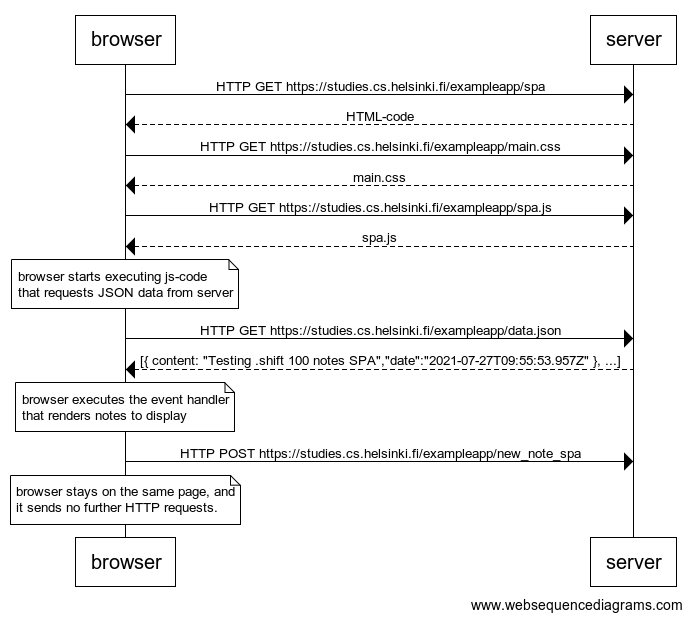 browser
server
HTTP GET https://studies.cs.helsinki.fi/exampleapp/spa
HTML-code
HTTP GET https://studies.cs.helsinki.fi/exampleapp/main.css
main.css
HTTP GET https://studies.cs.helsinki.fi/exampleapp/spa.js
spa.js
browser starts executing js-code
that requests JSON data from server
HTTP GET https://studies.cs.helsinki.fi/exampleapp/data.json
[{ content: "Testing .shift 100 notes SPA","date":"2021-07-27T09:55:53.957Z" }, ...]
browser executes the event handler
that renders notes to display
HTTP POST https://studies.cs.helsinki.fi/exampleapp/new_note_spa
browser stays on the same page, and
it sends no further HTTP requests.
browser
server
www.websequencediagrams.com